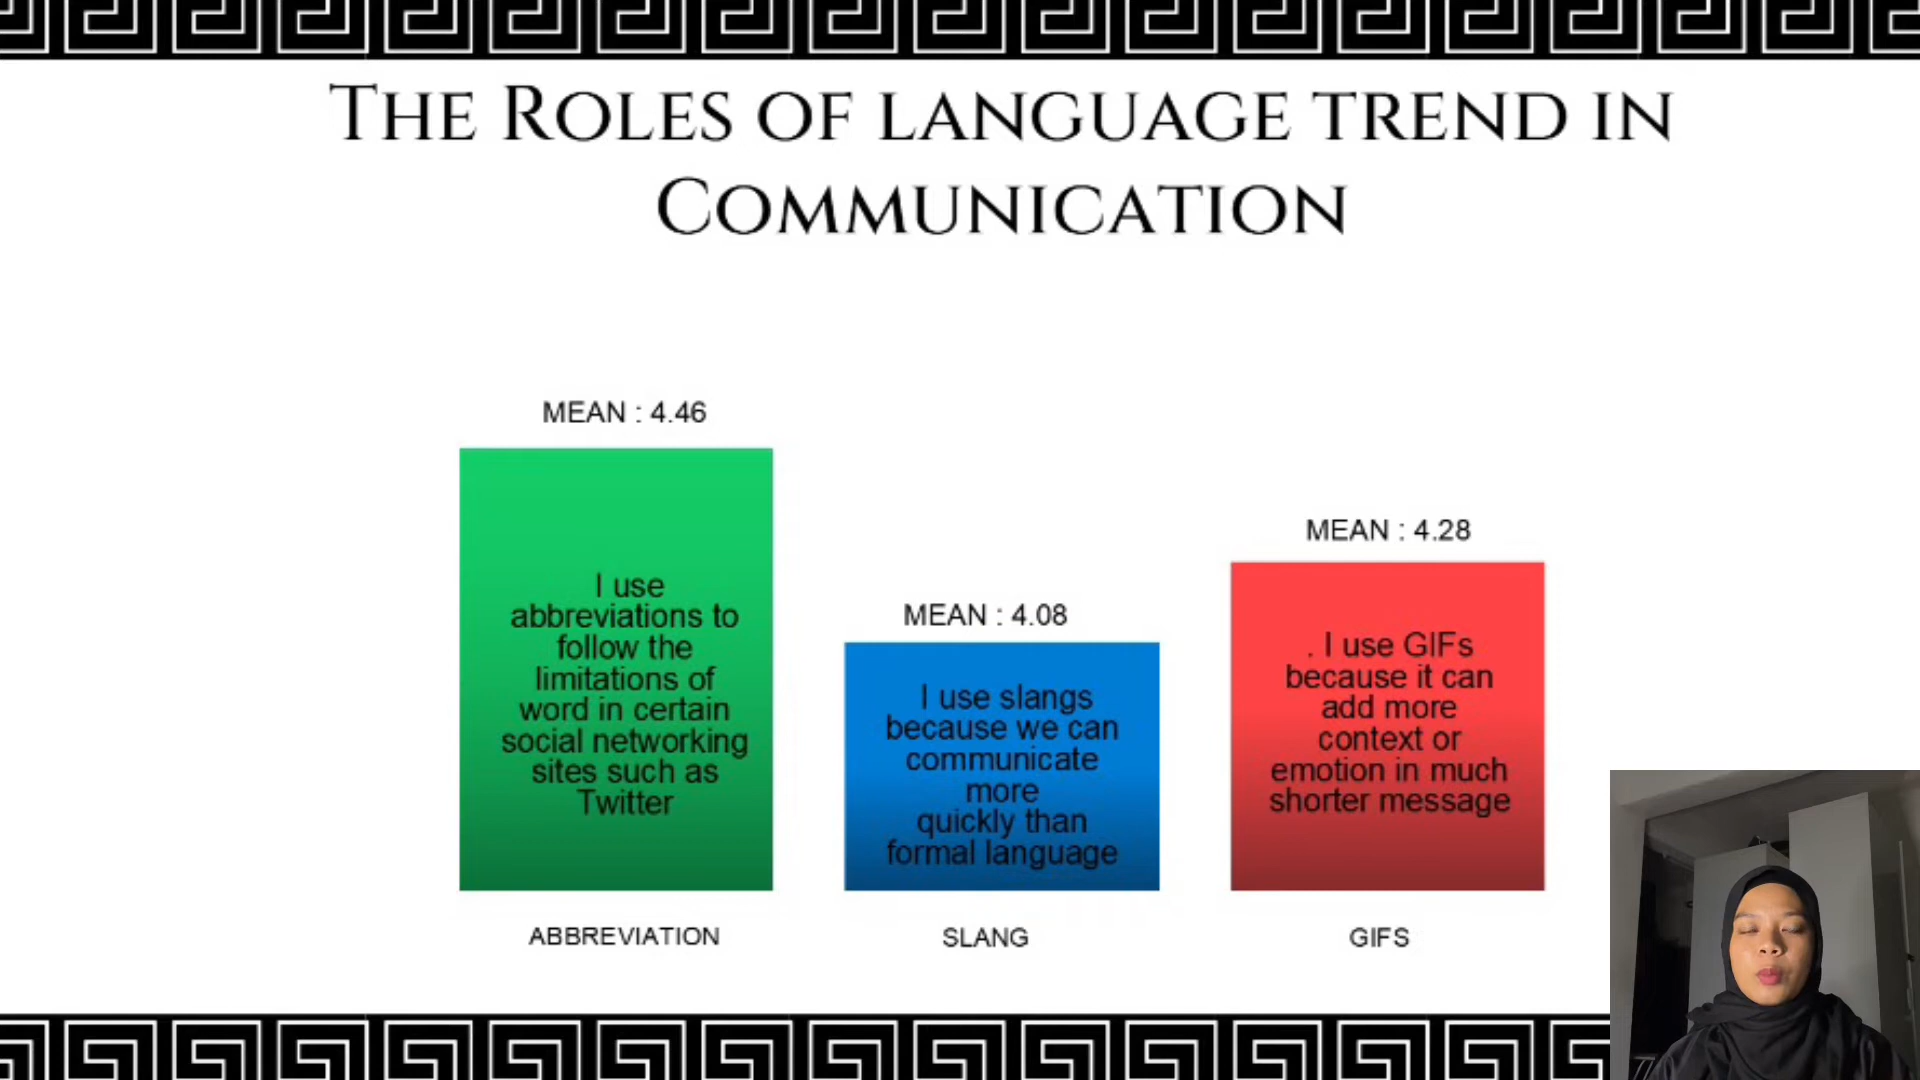 The Roles of language trend in
Communication
MEAN : 4.46
I use
abbreviations to
follow the
limitations of
word in certain
social networking
sites such as
Twitter
ABBREVIATION
MEAN : 4.08
I use slangs
because we can
communicate
more
quickly than
formal language
SLANG
MEAN : 4.28
. I use GIFs
because it can
add more
context or
emotion in much
shorter message
GIFS